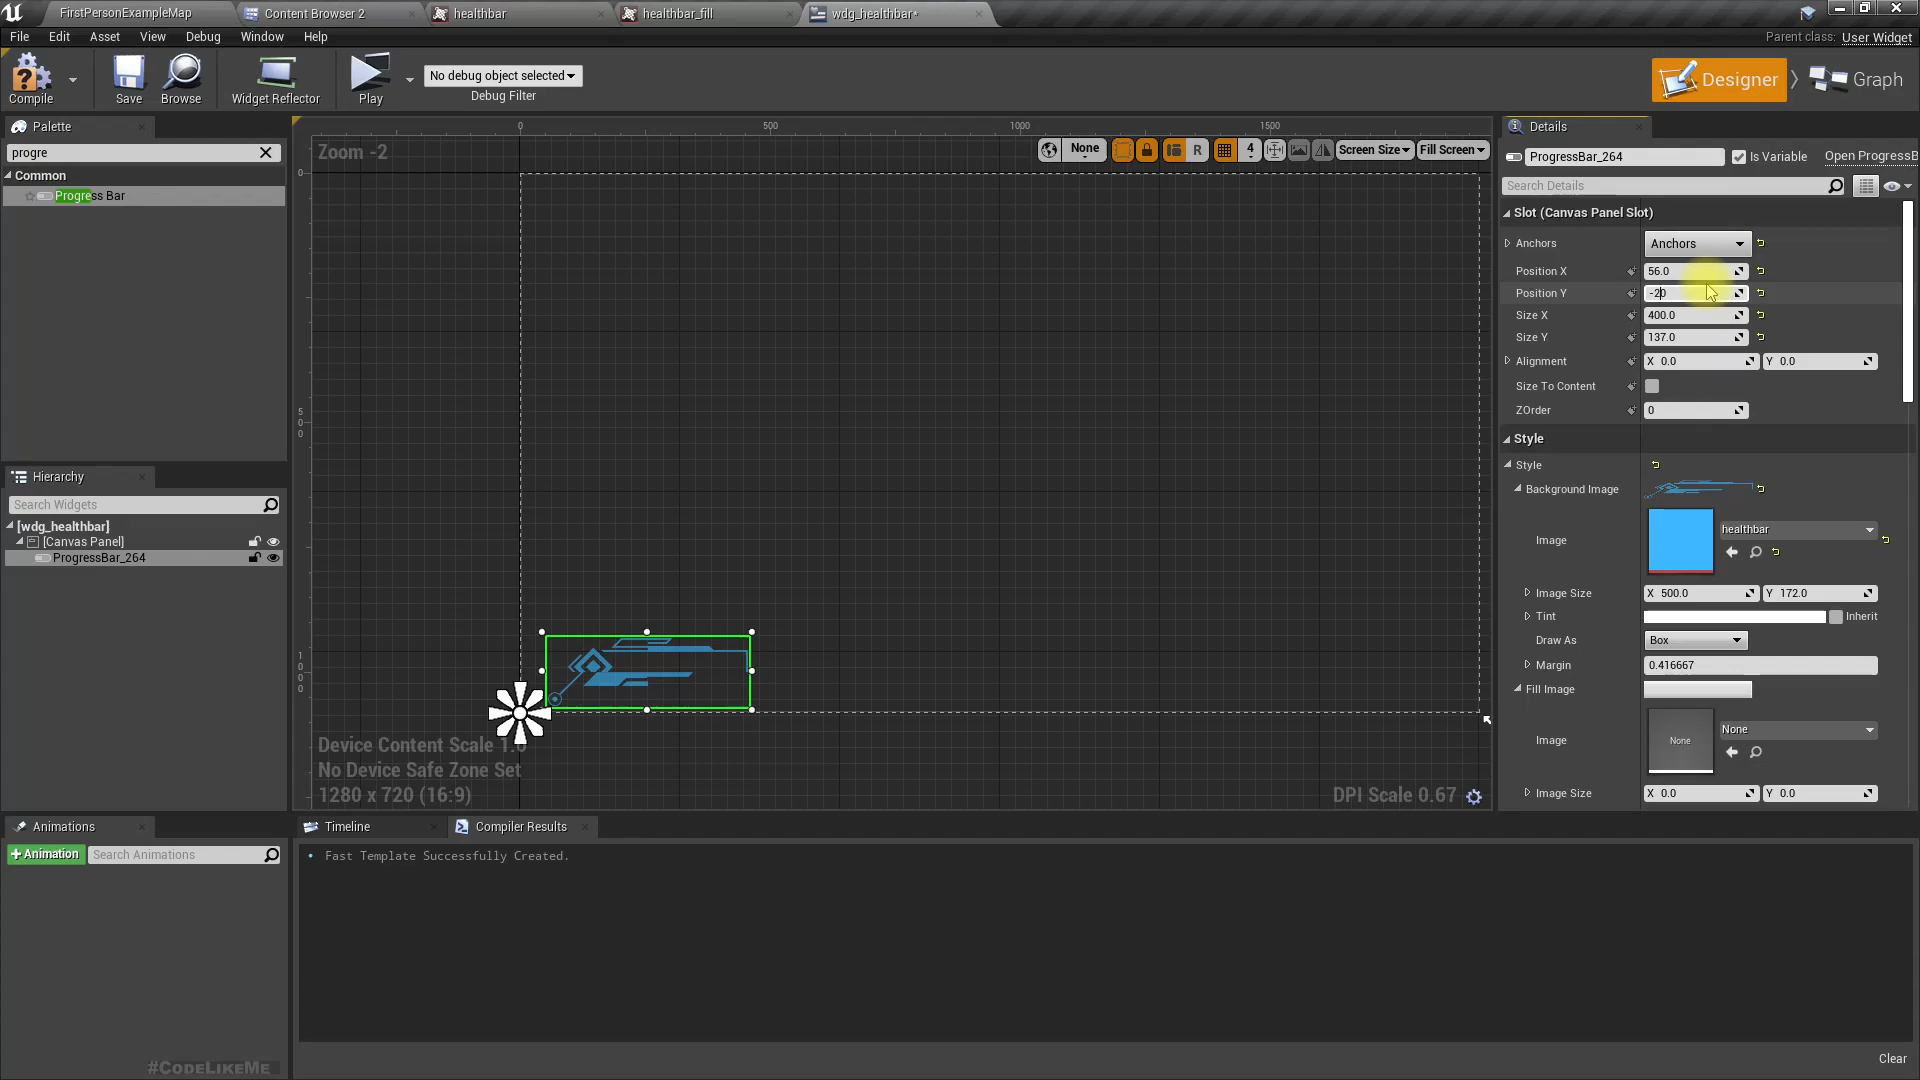 FirstPersonExampleMap
Content Browser 2
healthbar
healthbar_fill
wdg_healthbar*
File Edit Asset View Debug Window Help
Parent class: User Widget
Compile
Save
Browse
Widget Reflector
Play
No debug object selected
Debug Filter
Designer
Graph
Palette
progre
Common
Progress Bar
Hierarchy
Search Widgets
[wdg_healthbar]
[Canvas Panel]
ProgressBar_264
Animations
+Animation
Search Animations
#CodeLikeMe
0 500 1000 1500
Zoom -2
None
R
4
Screen Size
Fill Screen
0
500
1000
Device Content Scale 1.0
No Device Safe Zone Set
1280 x 720 (16:9)
DPI Scale 0.67
Timeline
Compiler Results
Fast Template Successfully Created.
Clear
Details
ProgressBar_264
Is Variable
Open ProgressB
Search Details
Slot (Canvas Panel Slot)
Anchors Anchors
Position X 56.0
Position Y -20
Size X 400.0
Size Y 137.0
Alignment X 0.0 Y 0.0
Size To Content
ZOrder 0
Style
Style
Background Image
Image healthbar
Image Size X 500.0 Y 172.0
Tint Inherit
Draw As Box
Margin 0.416667
Fill Image
Image None None
Image Size X 0.0 Y 0.0